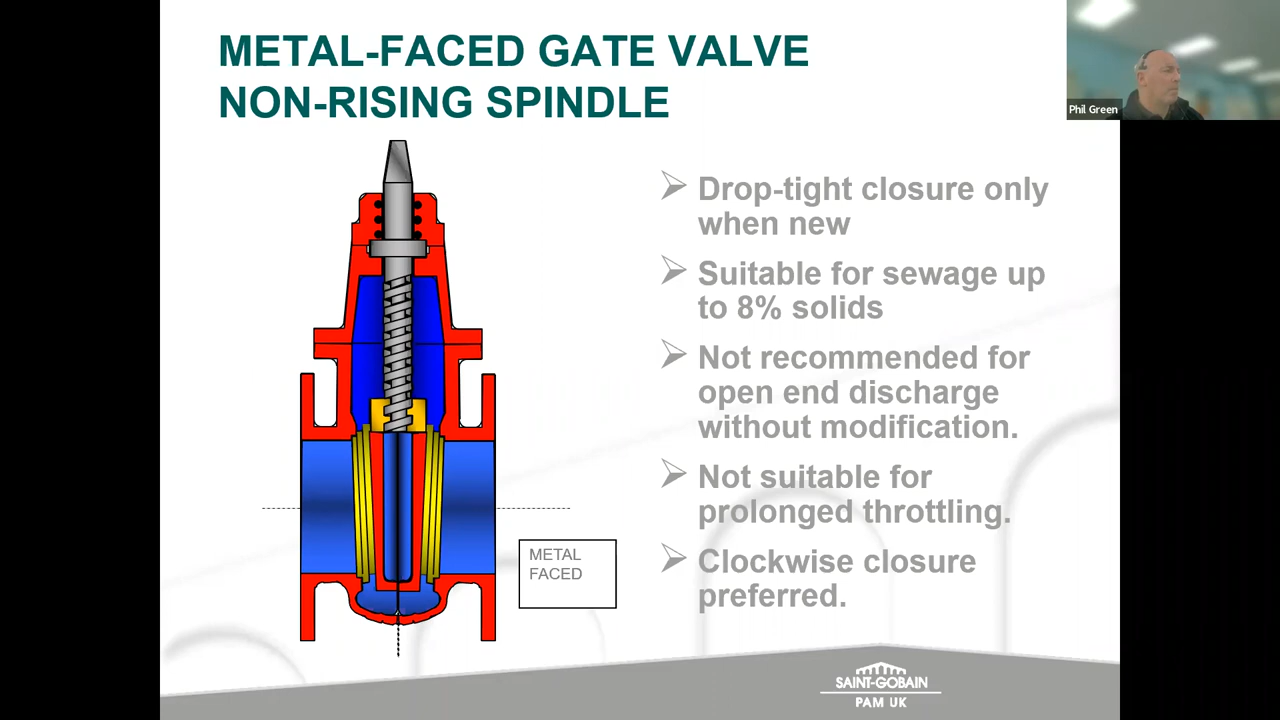 METAL-FACED GATE VALVE
NON-RISING SPINDLE
Phil Green
Drop-tight closure only
when new
Suitable for sewage up
to 8% solids
Not recommended for
open end discharge
without modification.
Not suitable for
prolonged throttling.
Clockwise closure
preferred.
METAL
FACED
SAINT-GOBAIN
PAM UK